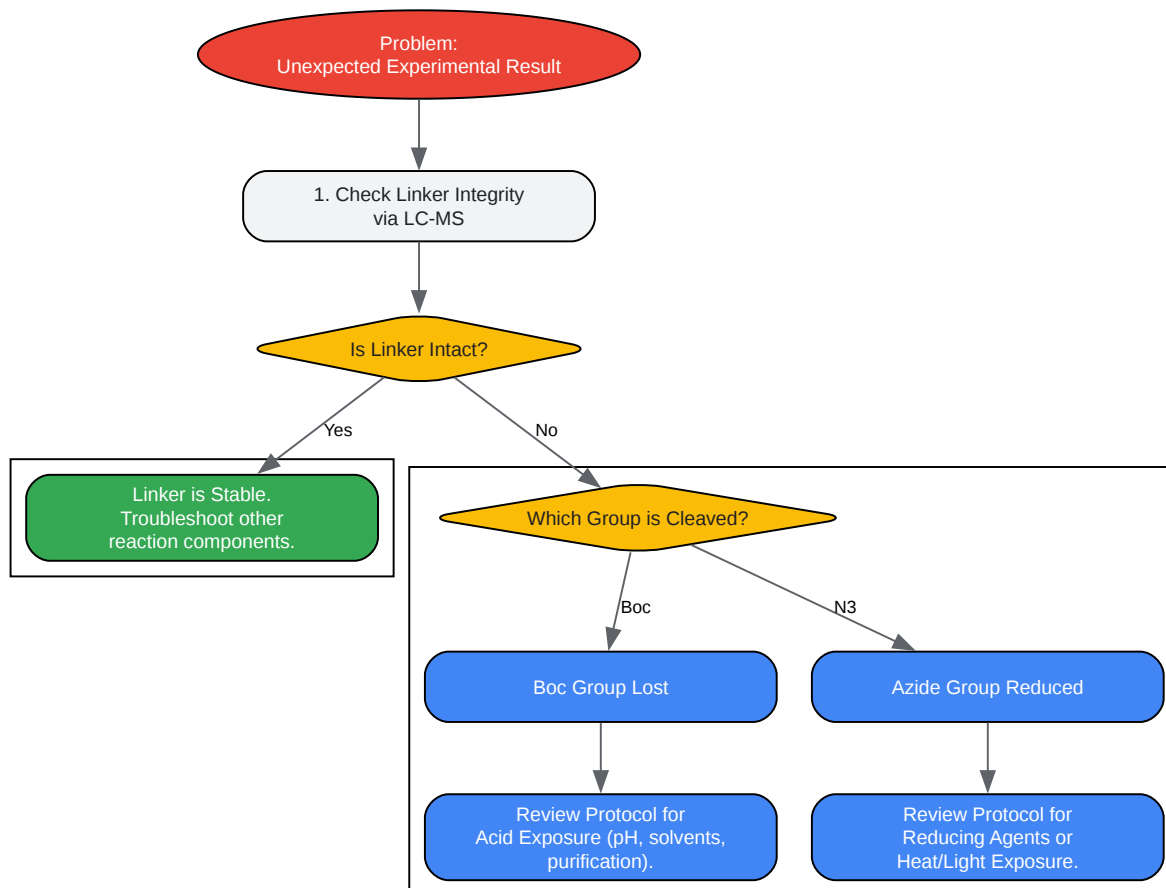 Problem:
Unexpected Experimental Result
1. Check Linker Integrity
via LC-MS
Is Linker Intact?
Yes
No
Linker is Stable.
Troubleshoot other
reaction components.
Which Group is Cleaved?
Boc
N3
Boc Group Lost
Azide Group Reduced
Review Protocol for
Acid Exposure (pH, solvents,
purification).
Review Protocol for
Reducing Agents or
Heat/Light Exposure.